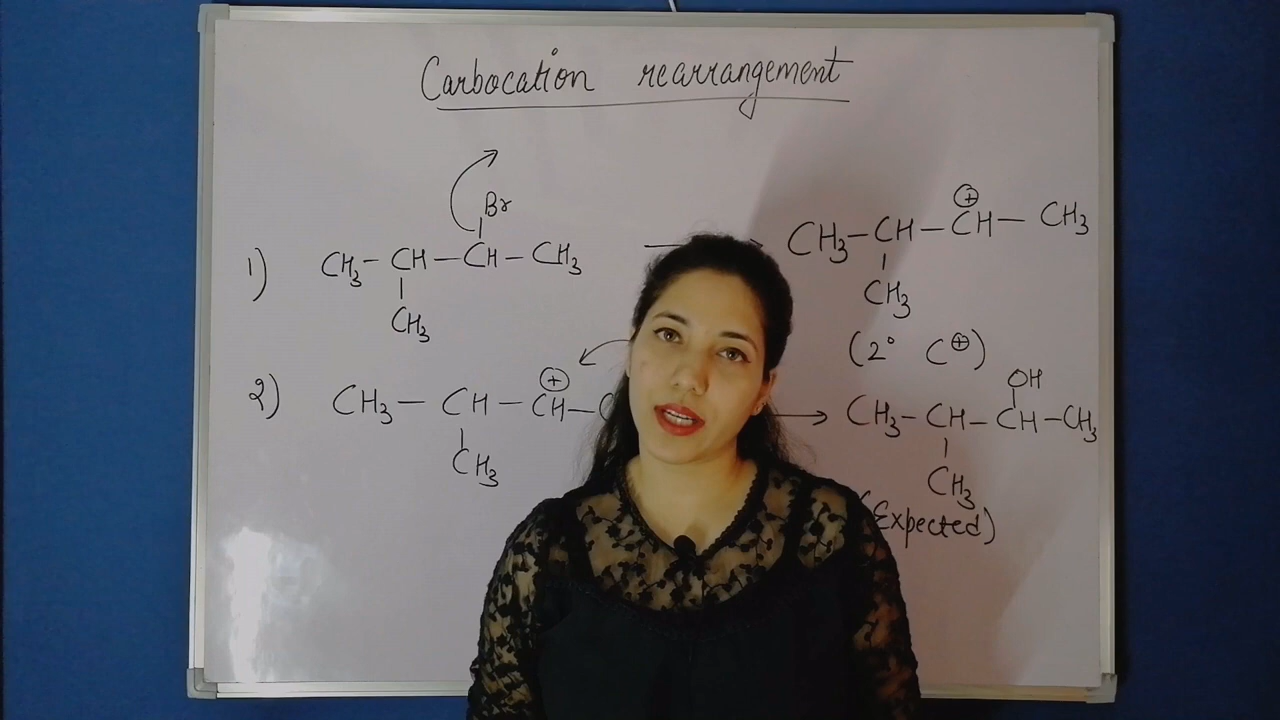 Carbocation rearrangement
Br
1) CH₃ – CH – CH – CH₃ → CH₃ – CH – CH – CH₃
⊕
CH₃
CH₃
(2° C⊕)
⊕
OH
2) CH₃ – CH – CH – → CH₃ – CH – CH – CH₃
CH₃
CH₃
(Expected)